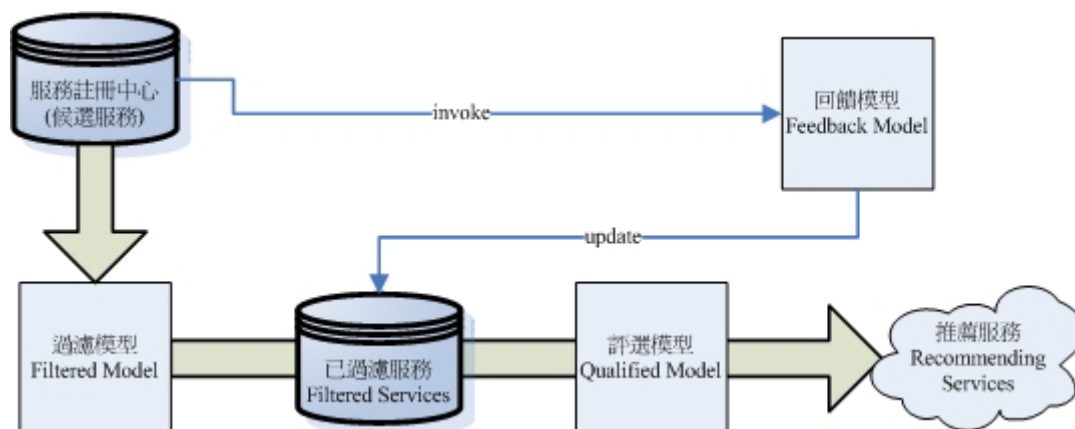 服務註冊中心
(候選服務)
invoke
回饋模型
Feedback Model
update
過濾模型
Filtered Model
已過濾服務
Filtered Services
評選模型
Qualified Model
推薦服務
Recommending
Services